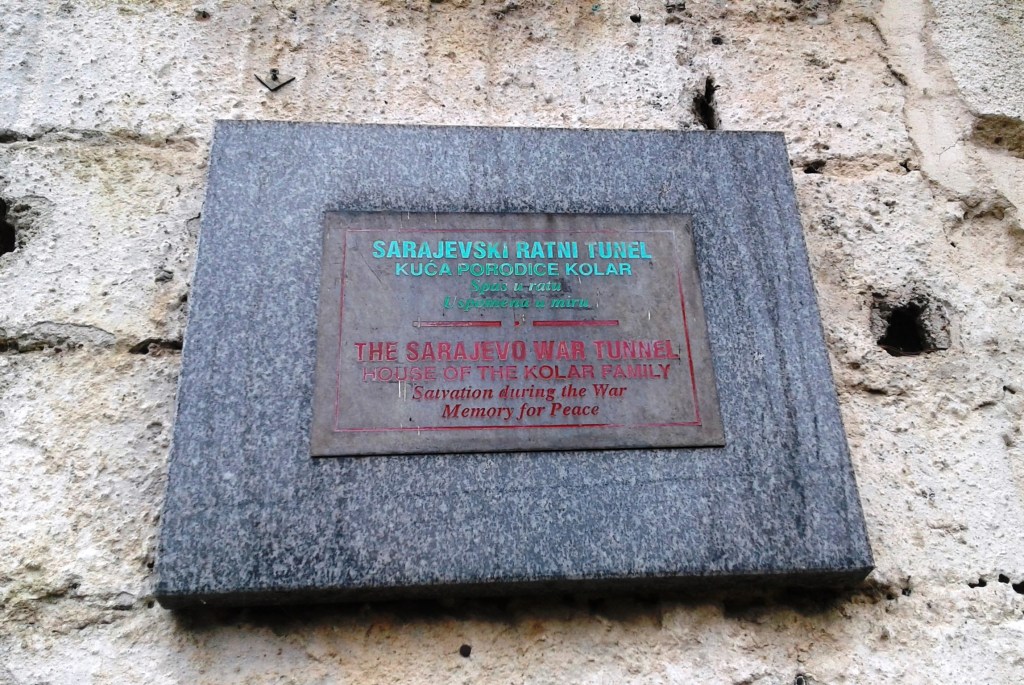 SARAJEVSKI RATNI TUNEL
KUĆA PORODICE KOLAR
Spas u ratu
Uspomena u miru
THE SARAJEVO WAR TUNNEL
HOUSE OF THE KOLAR FAMILY
Salvation during the War
Memory for Peace